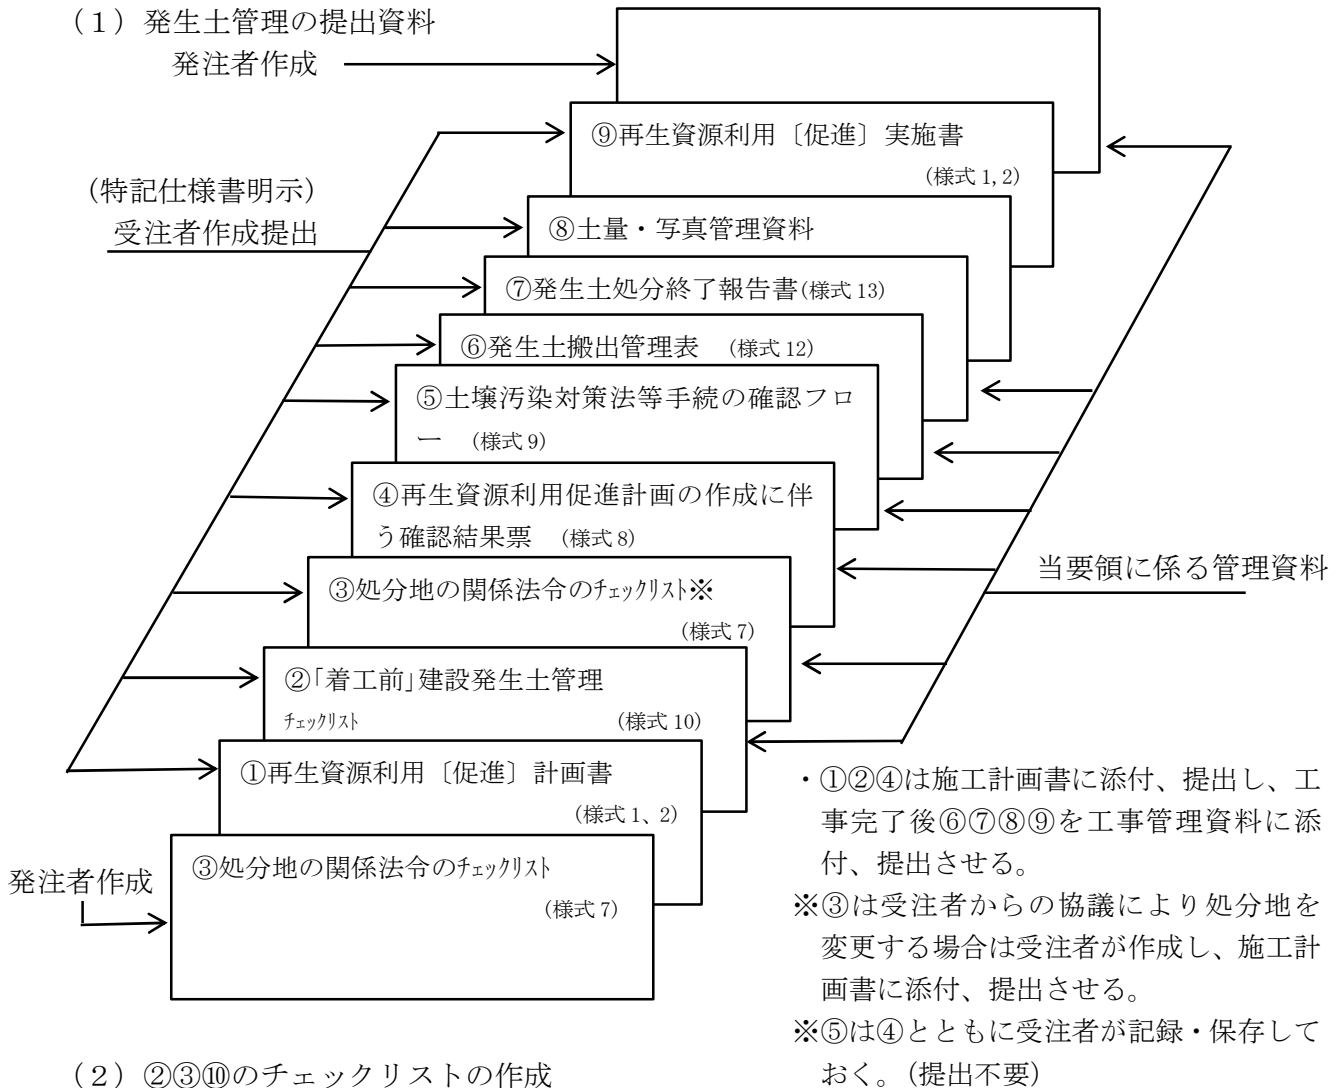 （１）発生土管理の提出資料
発注者作成
⑨再生資源利用〔促進〕実施書
(様式 1, 2)
(特記仕様書明示)
受注者作成提出
⑧土量・写真管理資料
⑦発生土処分終了報告書(様式 13)
⑥発生土搬出管理表　(様式 12)
⑤土壌汚染対策法等手続の確認フロ
ー　(様式 9)
④再生資源利用促進計画の作成に伴
う確認結果票　(様式 8)
③処分地の関係法令のﾁｪｯｸﾘｽﾄ※
(様式 7)
当要領に係る管理資料
②｢着工前｣建設発生土管理
ﾁｪｯｸﾘｽﾄ　(様式 10)
①再生資源利用〔促進〕計画書
(様式 1、2)
発注者作成
③処分地の関係法令のﾁｪｯｸﾘｽﾄ
(様式 7)
・①②④は施工計画書に添付、提出し、工
事完了後⑥⑦⑧⑨を工事管理資料に添
付、提出させる。
※③は受注者からの協議により処分地を
変更する場合は受注者が作成し、施工計
画書に添付、提出させる。
※⑤は④とともに受注者が記録・保存して
おく。(提出不要)
（２）②③⑩のチェックリストの作成